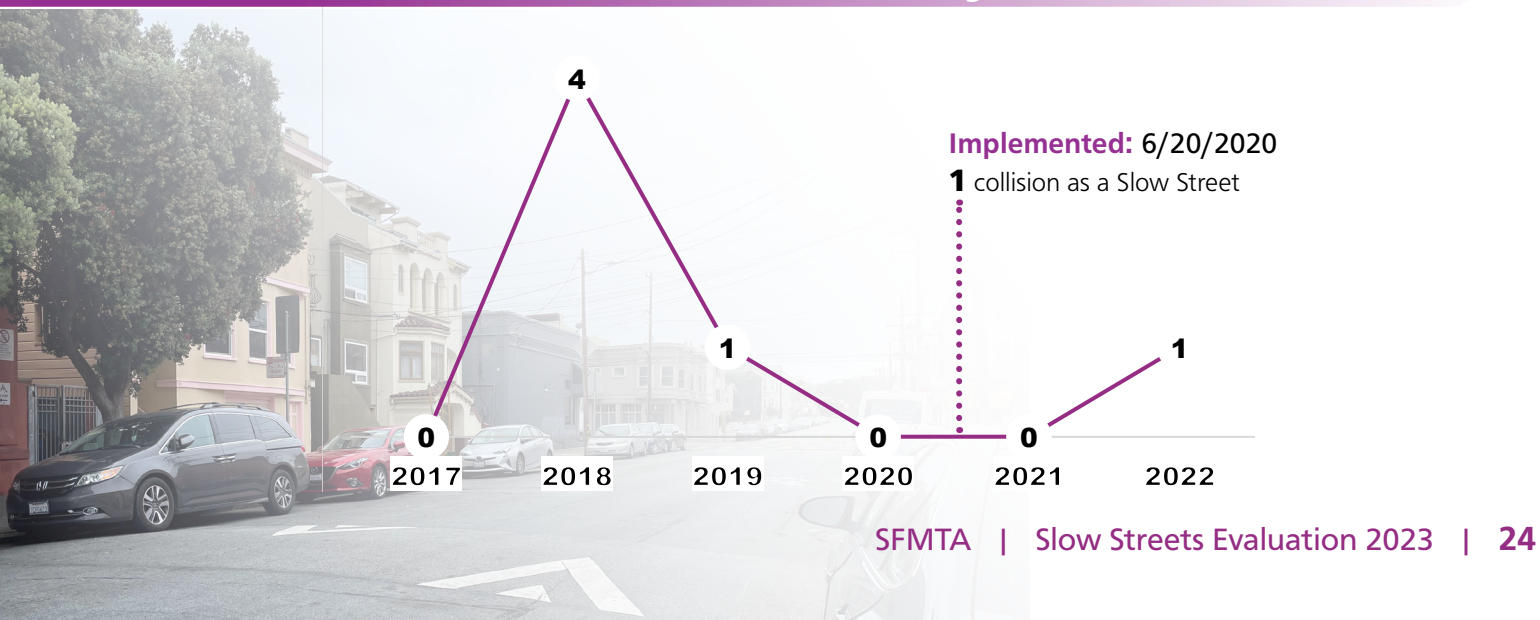 4
Implemented: 6/20/2020
1 collision as a Slow Street
1
1
0
0
0
2017 2018 2019 2020 2021 2022
SFMTA | Slow Streets Evaluation 2023 | 24